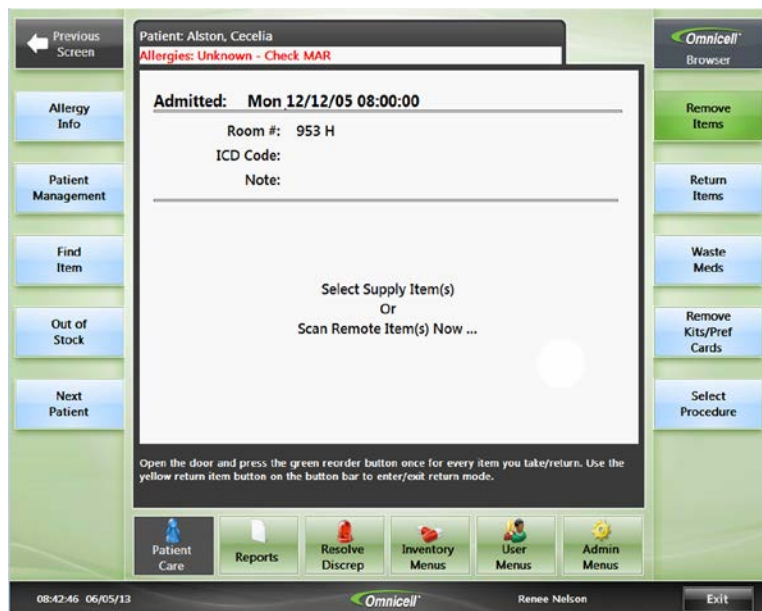 Previous
Screen
Patient: Alston, Cecelia
Allergies: Unknown - Check MAR
Omnicell
Browser
Allergy
Info
Patient
Management
Find
Item
Out of
Stock
Next
Patient
Admitted: Mon 12/12/05 08:00:00
Room #: 953 H
ICD Code:
Note:
Select Supply Item(s)
Or
Scan Remote Item(s) Now ...
Remove
Items
Return
Items
Waste
Meds
Remove
Kits/Pref
Cards
Select
Procedure
Open the door and press the green reorder button once for every item you take/return. Use the
yellow return item button on the button bar to enter/exit return mode.
Patient
Care
Reports
Resolve
Discrep
Inventory
Menus
User
Menus
Admin
Menus
08:42:46 06/05/13
Omnicell
Renee Nelson
Exit